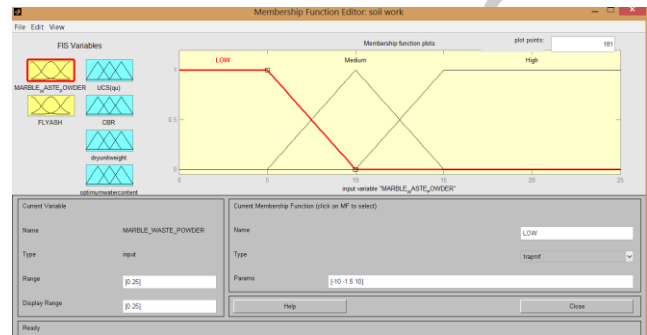 Membership Function Editor: soil work
File Edit View
FIS Variables
Membership function plots
plot points:
181
MARBLE_WASTE_POWDER
UCS(qu)
FLYASH
CBR
dryunitweight
optimumwatercontent
LOW
Medium
High
1
0.5
0
0 5 10 15 20 25
input variable "MARBLE_WASTE_POWDER"
Current Variable
Name MARBLE_WASTE_POWDER
Type input
Range [0 25]
Display Range [0 25]
Current Membership Function (click on MF to select)
Name LOW
Type trapmf
Params [-10 -1 5 10]
Help Close
Ready